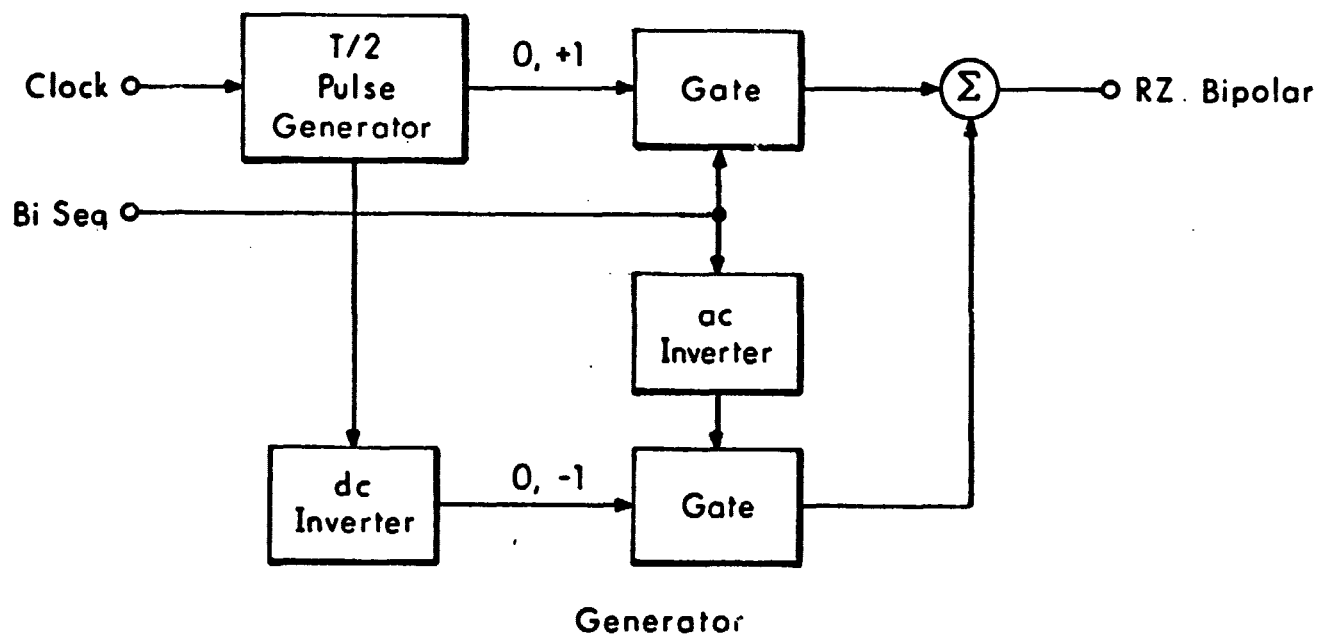 T/2
Pulse
Generator
Clock
0, +1
Gate
Σ
RZ. Bipolar
Bi Seq
ac
Inverter
dc
Inverter
0, -1
Gate
Generator